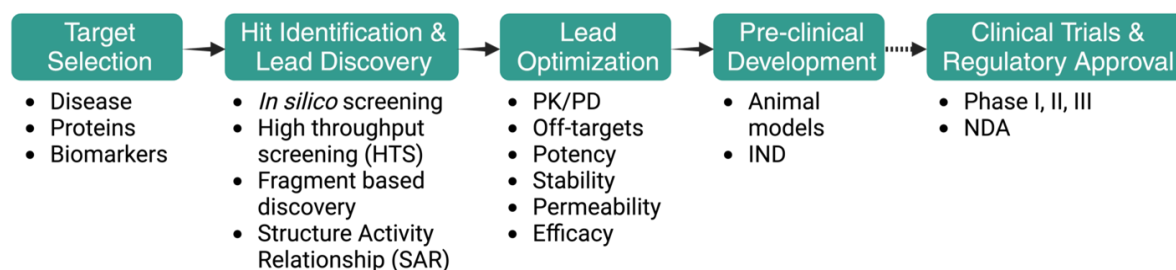 Target
Selection
• Disease
• Proteins
• Biomarkers
Hit Identification &
Lead Discovery
• In silico screening
• High throughput
screening (HTS)
• Fragment based
discovery
• Structure Activity
Relationship (SAR)
Lead
Optimization
• PK/PD
• Off-targets
• Potency
• Stability
• Permeability
• Efficacy
Pre-clinical
Development
• Animal
models
• IND
Clinical Trials &
Regulatory Approval
• Phase I, II, III
• NDA